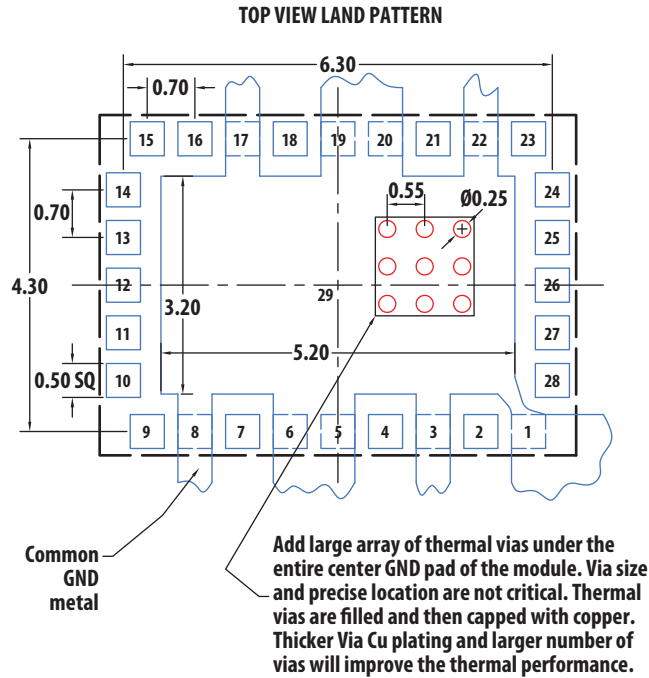 TOP VIEW LAND PATTERN
6.30
0.70
15 16 17 18 19 20 21 22 23
14 24
0.55 Ø0.25
0.70
13 25
4.30 12 29 26
3.20
11 27
5.20
0.50 SQ 10 28
9 8 7 6 5 4 3 2 1
Common
GND
metal
Add large array of thermal vias under the
entire center GND pad of the module. Via size
and precise location are not critical. Thermal
vias are filled and then capped with copper.
Thicker Via Cu plating and larger number of
vias will improve the thermal performance.